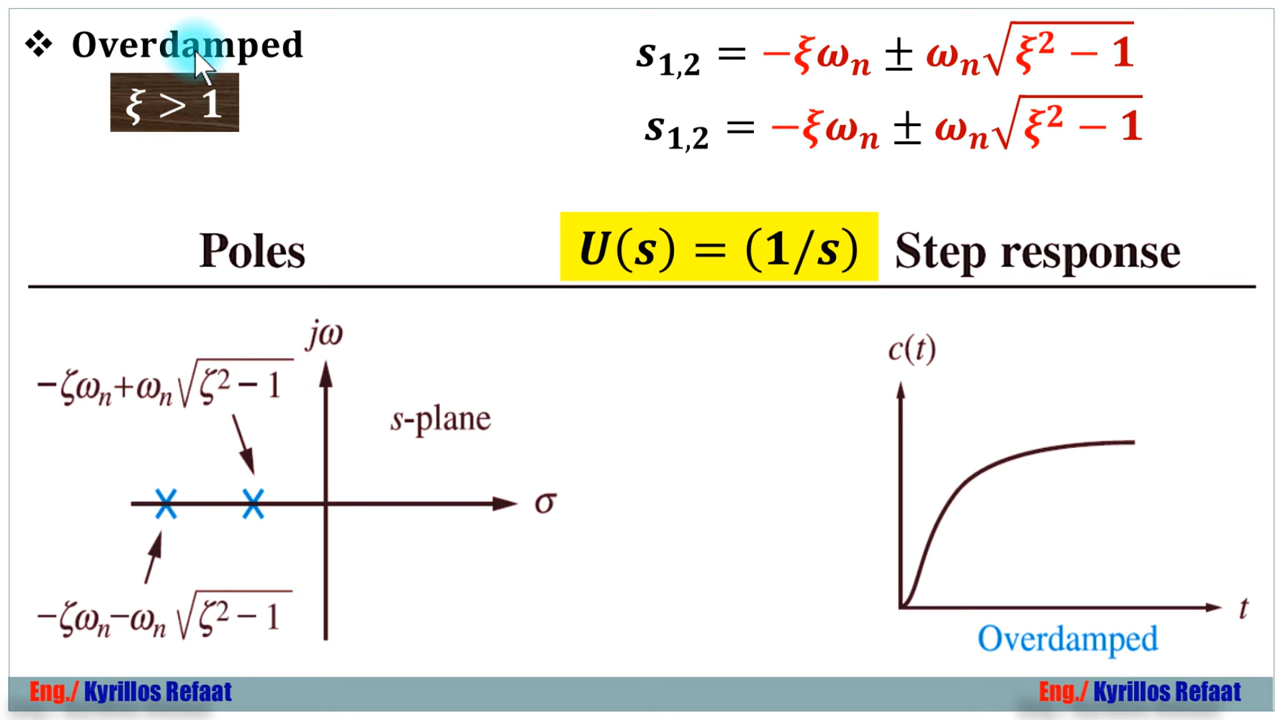 ❖ Overdamped
ξ > 1
s₁,₂ = −ξωₙ ± ωₙ√(ξ² − 1)
s₁,₂ = −ξωₙ ± ωₙ√(ξ² − 1)
Poles
U(s) = (1/s)
Step response
jω
−ζωₙ+ωₙ√(ζ² − 1)
s-plane
σ
−ζωₙ−ωₙ√(ζ² − 1)
c(t)
t
Overdamped
Eng./ Kyrillos Refaat
Eng./ Kyrillos Refaat